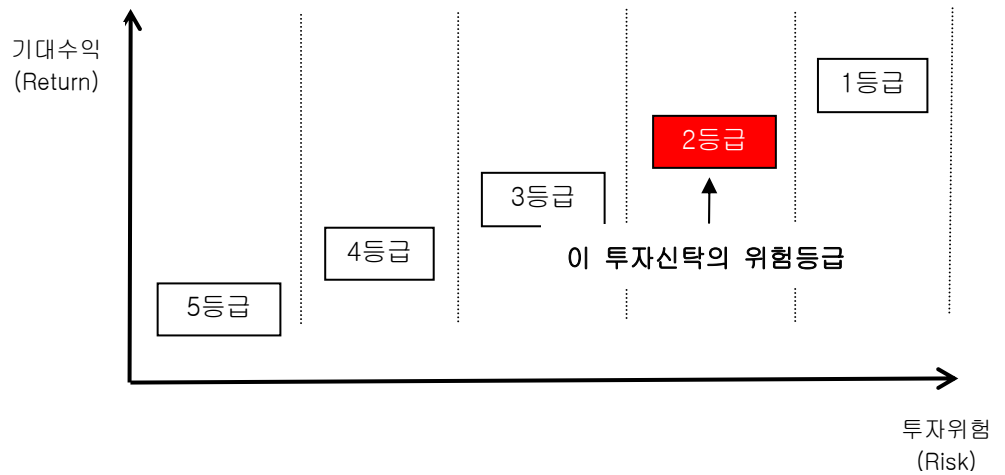 기대수익
(Return)
1등급
2등급
3등급
4등급
이 투자신탁의 위험등급
5등급
투자위험
(Risk)